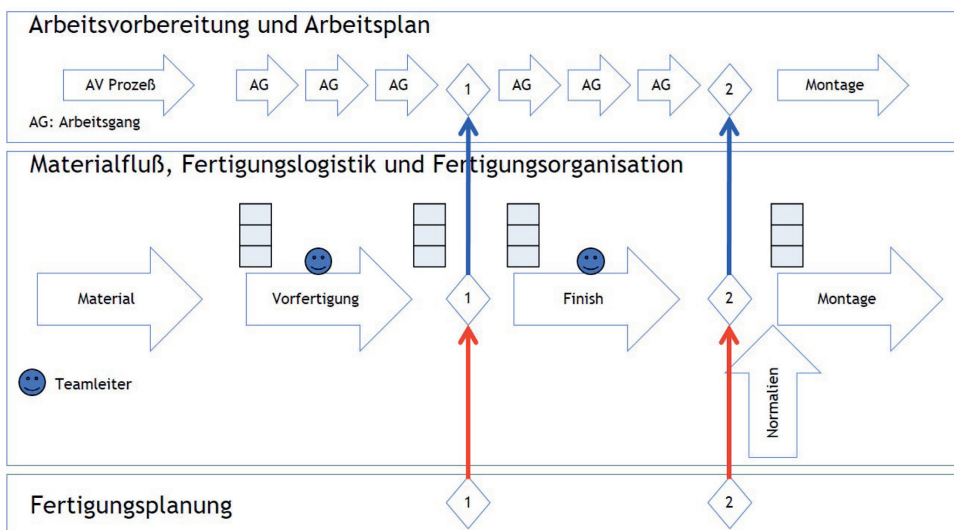 Arbeitsvorbereitung und Arbeitsplan
AV Prozeß
AG
AG
AG
1
AG
AG
AG
2
Montage
AG: Arbeitsgang
Materialfluß, Fertigungslogistik und Fertigungsorganisation
Material
Vorfertigung
1
Finish
2
Montage
Teamleiter
Normalien
Fertigungsplanung
1
2